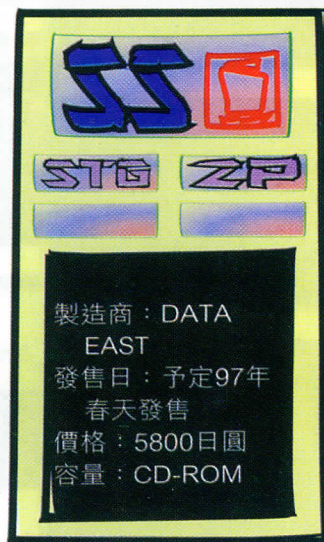 SS
STG 2P
製造商：DATA
EAST
發售日：予定97年
春天發售
價格：5800日圓
容量：CD-ROM